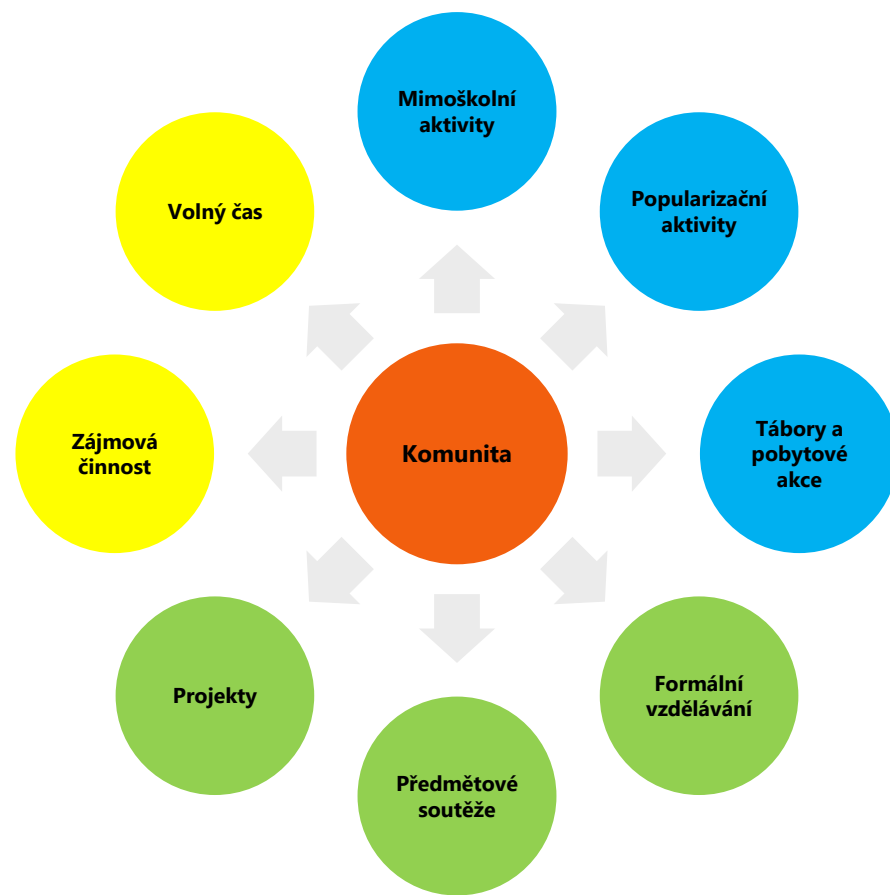 Mimoškolní
aktivity
Popularizační
aktivity
Volný čas
Tábory a
pobytové
akce
Zájmová
činnost
Komunita
Formální
vzdělávání
Projekty
Předmětové
soutěže